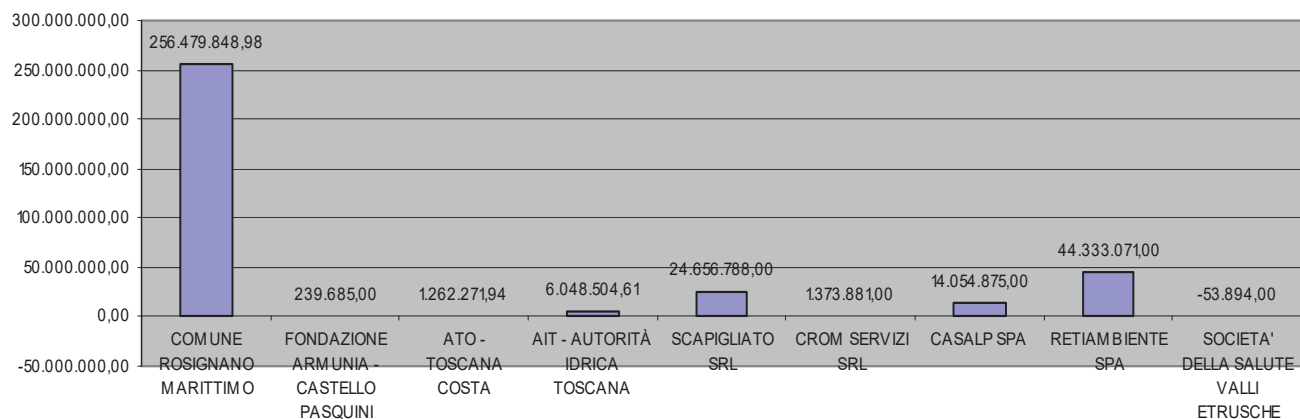 300.000.000,00
256.479.848,98
250.000.000,00
200.000.000,00
150.000.000,00
100.000.000,00
50.000.000,00
0,00
-50.000.000,00
239.685,00
1.262.271,94
6.048.504,61
24.656.788,00
1.373.881,00
14.054.875,00
44.333.071,00
-53.894,00
COMUNE
ROSIGNANO
MARITTIMO
FONDAZIONE
ARMUNIA -
CASTELLO
PASQUINI
ATO -
TOSCANA
COSTA
AIT - AUTORITÀ
IDRICA
TOSCANA
SCAPIGLIATO
SRL
CROM SERVIZI
SRL
CASALP SPA
RETIAMBIENTE
SPA
SOCIETA'
DELLA SALUTE
VALLI
ETRUSCHE